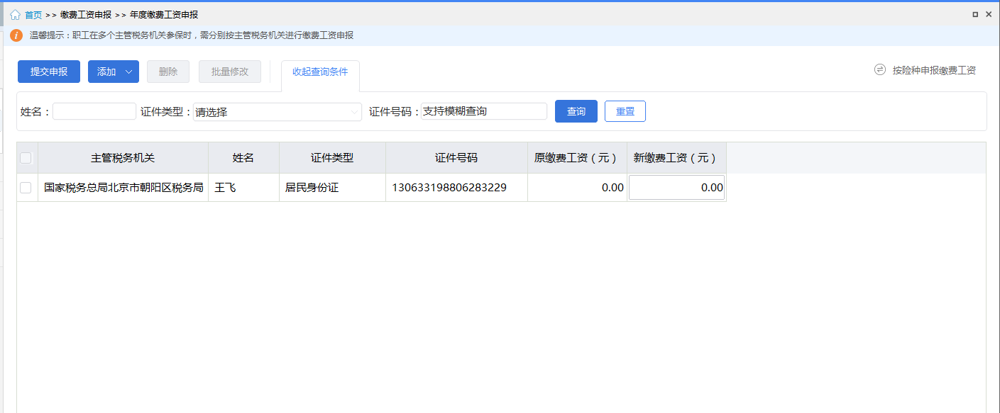 首页 >> 缴费工资申报 >> 年度缴费工资申报
温馨提示：职工在多个主管税务机关参保时，需分别按主管税务机关进行缴费工资申报
提交申报 添加 删除 批量修改 收起查询条件 按险种申报缴费工资
姓名： 证件类型：请选择 证件号码：支持模糊查询 查询 重置
主管税务机关 姓名 证件类型 证件号码 原缴费工资（元） 新缴费工资（元）
国家税务总局北京市朝阳区税务局 王飞 居民身份证 130633198806283229 0.00 0.00